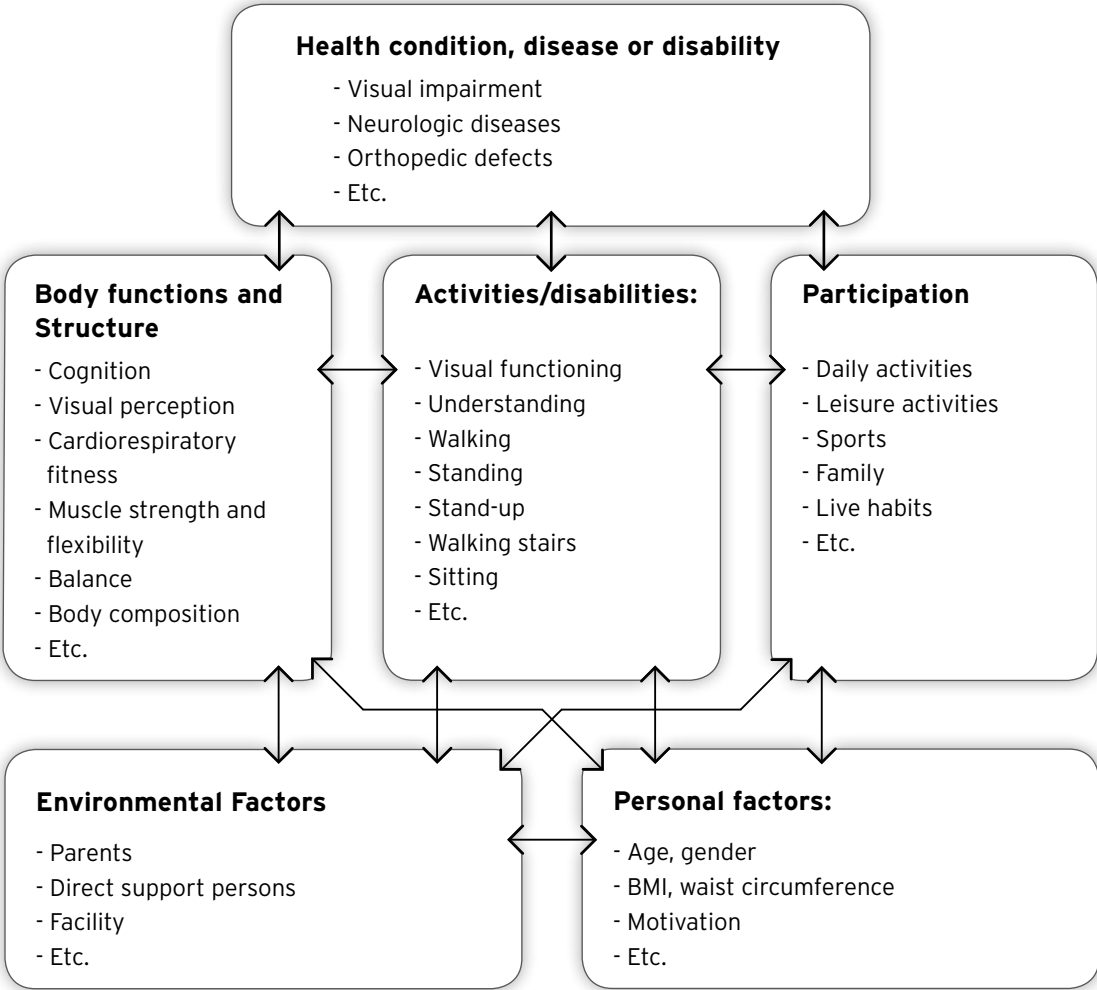 Health condition, disease or disability
- Visual impairment
- Neurologic diseases
- Orthopedic defects
- Etc.
Body functions and
Structure
- Cognition
- Visual perception
- Cardiorespiratory
fitness
- Muscle strength and
flexibility
- Balance
- Body composition
- Etc.
Activities/disabilities:
- Visual functioning
- Understanding
- Walking
- Standing
- Stand-up
- Walking stairs
- Sitting
- Etc.
Participation
- Daily activities
- Leisure activities
- Sports
- Family
- Live habits
- Etc.
Environmental Factors
- Parents
- Direct support persons
- Facility
- Etc.
Personal factors:
- Age, gender
- BMI, waist circumference
- Motivation
- Etc.